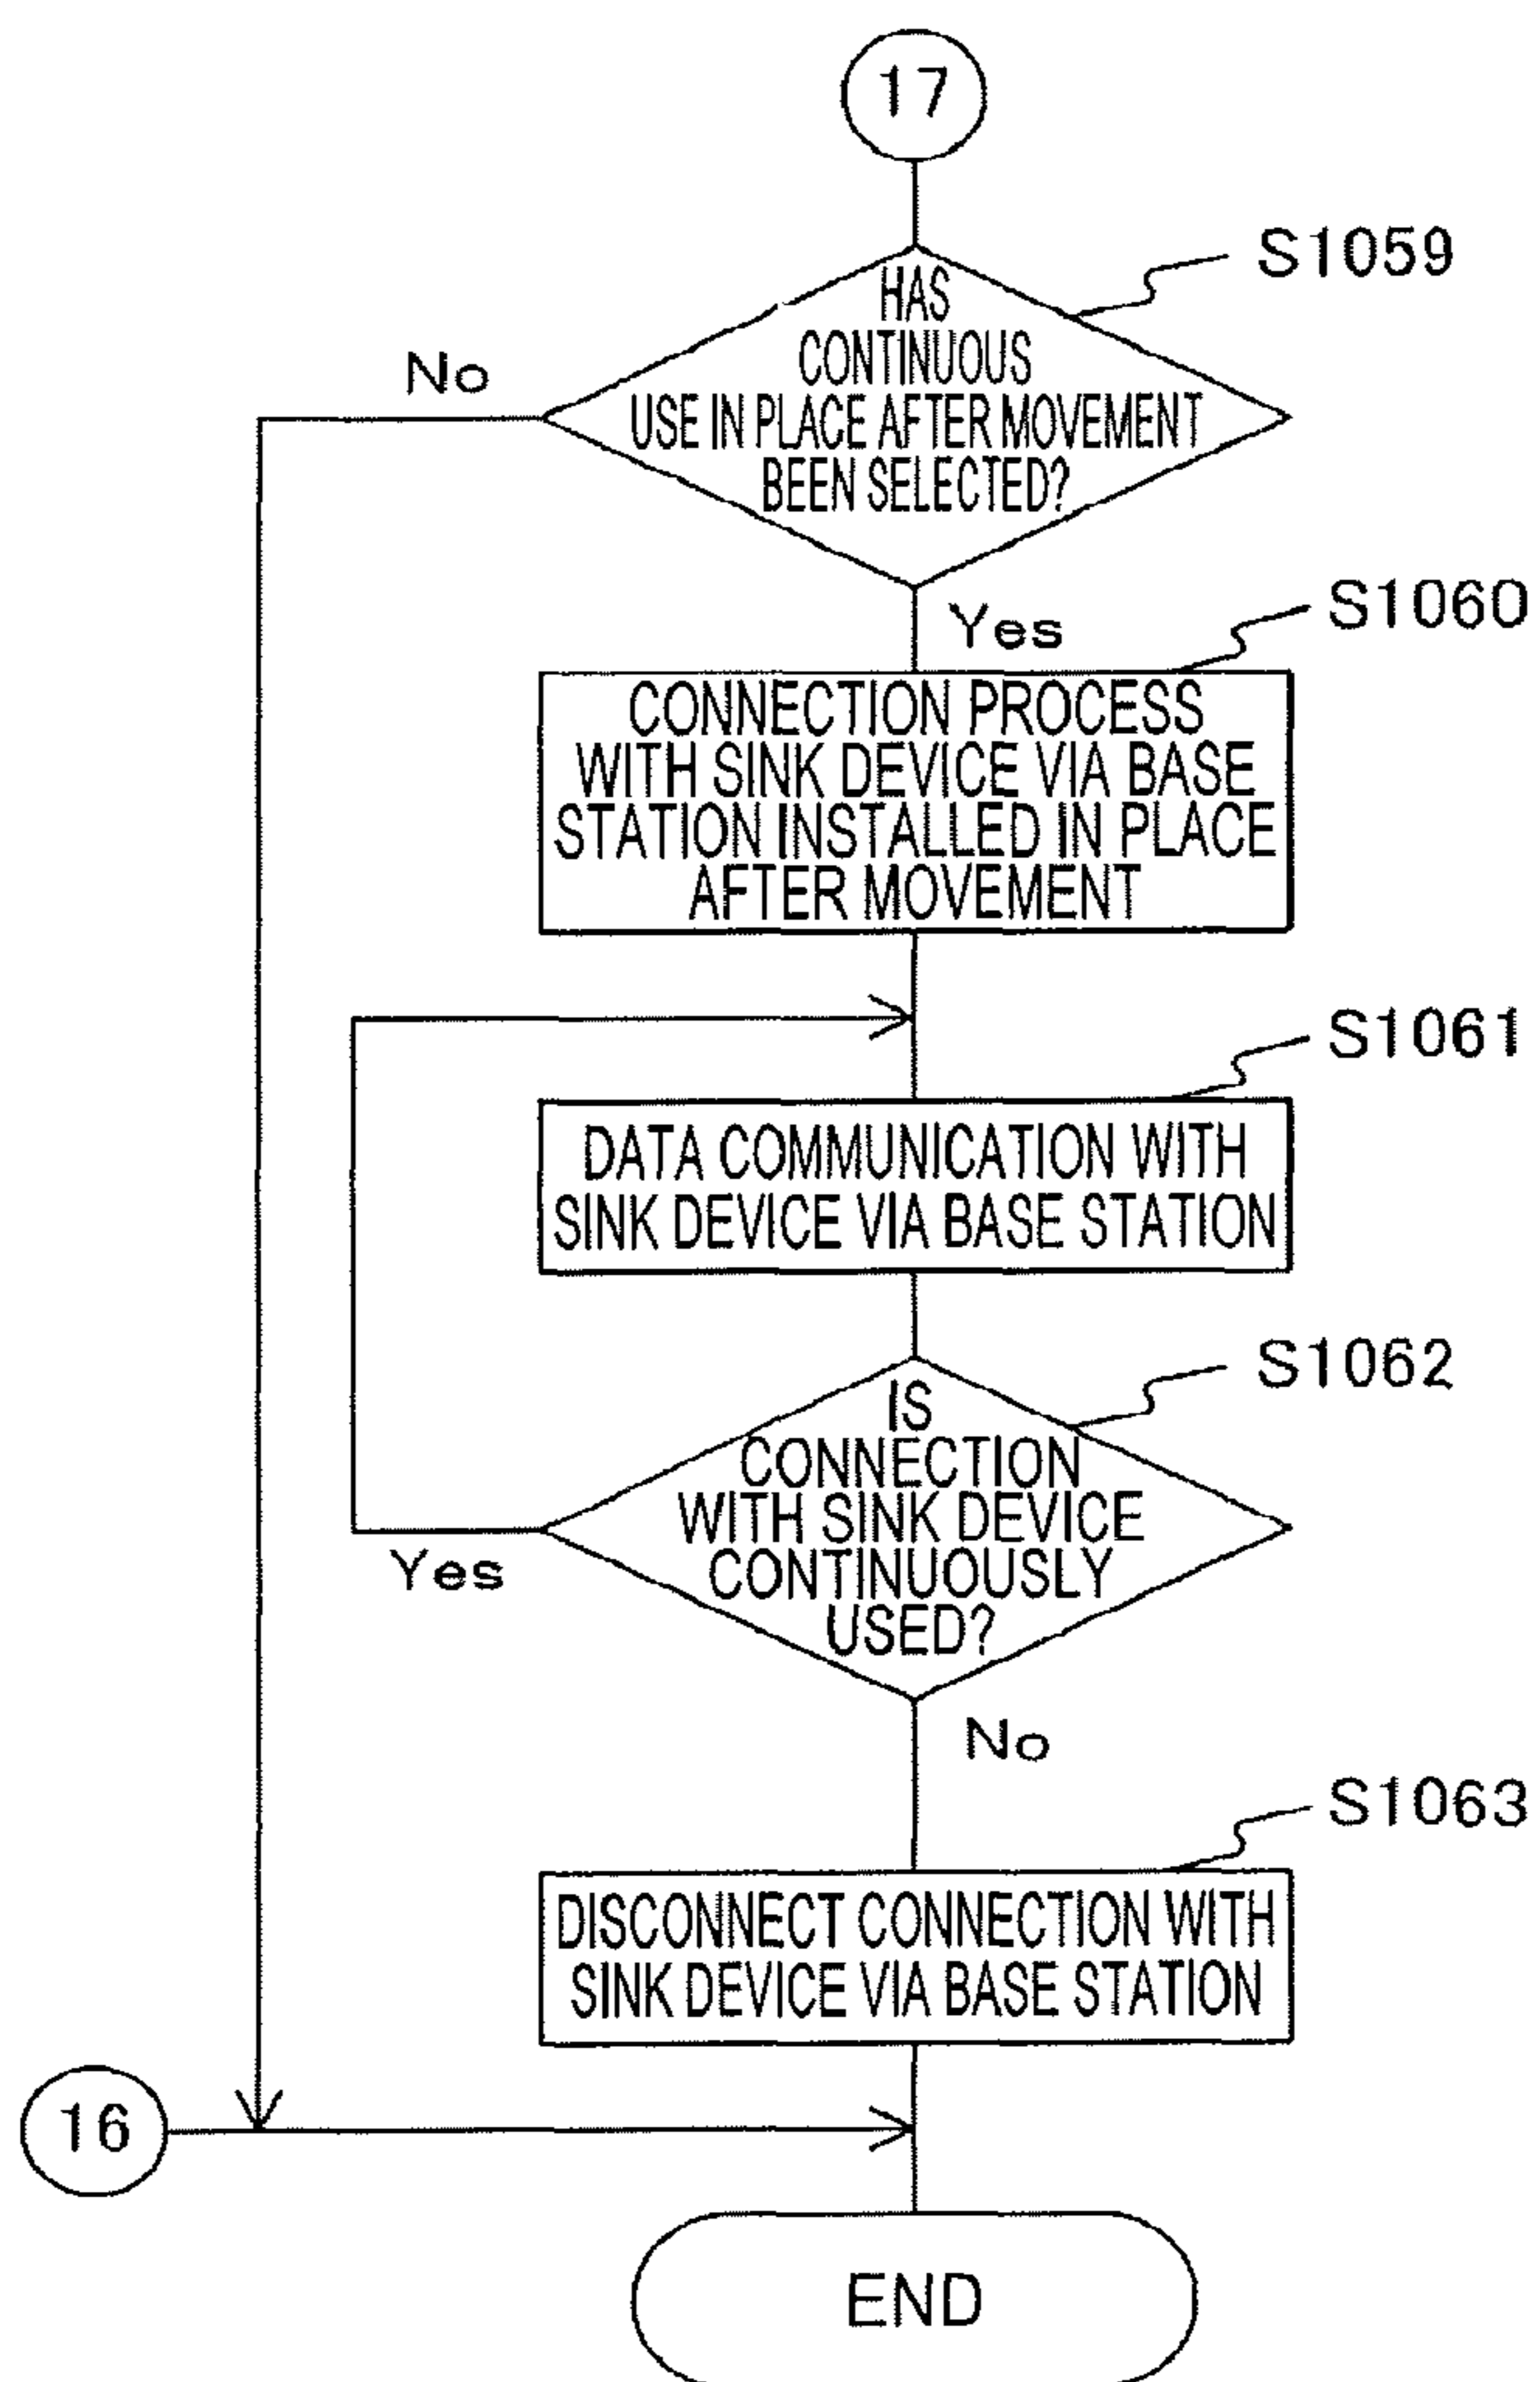 17
S1059
HAS
CONTINUOUS
USE IN PLACE AFTER MOVEMENT
BEEN SELECTED?
No
Yes
S1060
CONNECTION PROCESS
WITH SINK DEVICE VIA BASE
STATION INSTALLED IN PLACE
AFTER MOVEMENT
S1061
DATA COMMUNICATION WITH
SINK DEVICE VIA BASE STATION
S1062
IS
CONNECTION
WITH SINK DEVICE
CONTINUOUSLY
USED?
Yes
No
S1063
DISCONNECT CONNECTION WITH
SINK DEVICE VIA BASE STATION
16
END